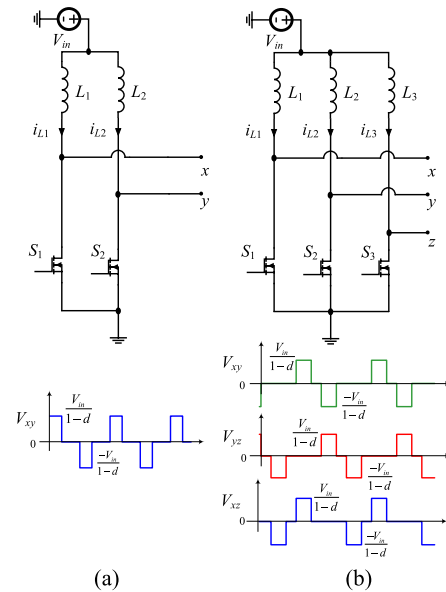 V_in
L_1
L_2
i_L1
i_L2
x
y
S_1
S_2
V_xy
V_in/1-d
0
-V_in/1-d
(a)
V_in
L_1
L_2
L_3
i_L1
i_L2
i_L3
x
y
z
S_1
S_2
S_3
V_xy
V_in/1-d
0
-V_in/1-d
V_yz
V_in/1-d
0
-V_in/1-d
V_xz
V_in/1-d
0
-V_in/1-d
(b)